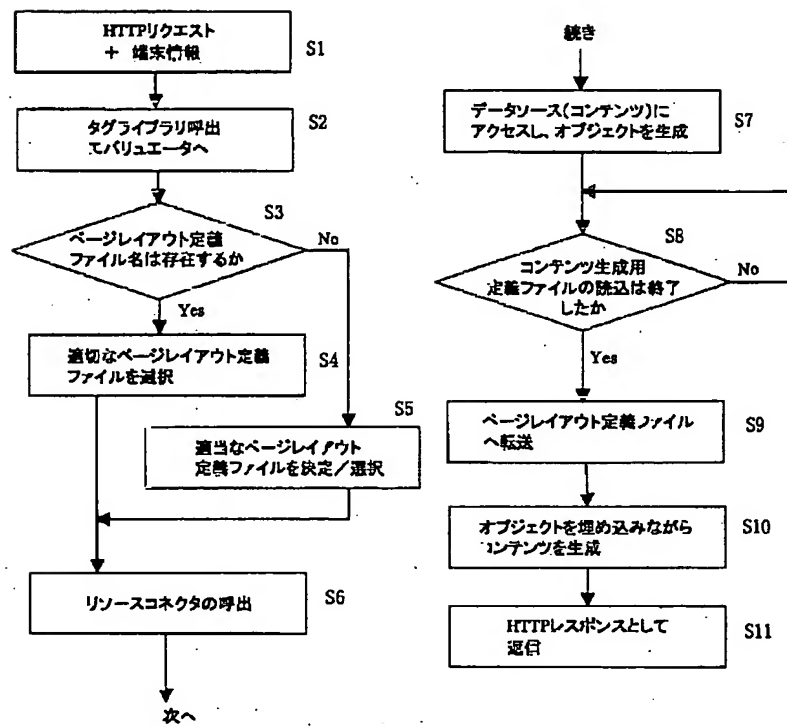 HTTPリクエスト
+ 端末情報
S1
タグライブラリ呼出
エバリュエータへ
S2
S3
ページレイアウト定義
ファイル名は存在するか
No
Yes
適切なページレイアウト定義
ファイルを選択
S4
S5
適当なページレイアウト
定義ファイルを決定/選択
リソースコネクタの呼出
S6
次へ
続き
データソース(コンテンツ)に
アクセスし、オブジェクトを生成
S7
S8
コンテンツ生成用
定義ファイルの読込は終了
したか
No
Yes
ページレイアウト定義ファイル
へ転送
S9
オブジェクトを埋め込みながら
コンテンツを生成
S10
HTTPレスポンスとして
返信
S11